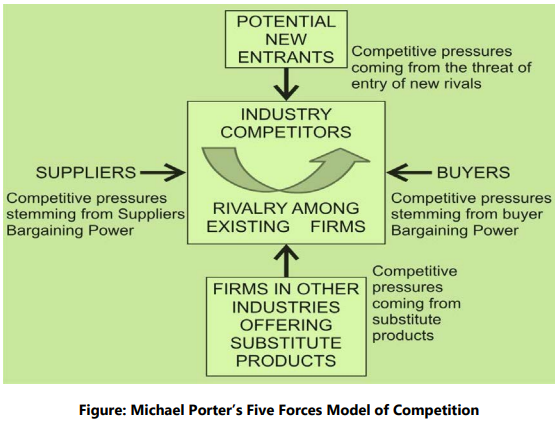 POTENTIAL
NEW
ENTRANTS
Competitive pressures
coming from the threat of
entry of new rivals
INDUSTRY
COMPETITORS
SUPPLIERS
Competitive pressures
stemming from Suppliers
Bargaining Power
RIVALRY AMONG
EXISTING FIRMS
BUYERS
Competitive pressures
stemming from buyer
Bargaining Power
FIRMS IN OTHER
INDUSTRIES
OFFERING
SUBSTITUTE
PRODUCTS
Competitive
pressures
coming from
substitute
products
Figure: Michael Porter's Five Forces Model of Competition